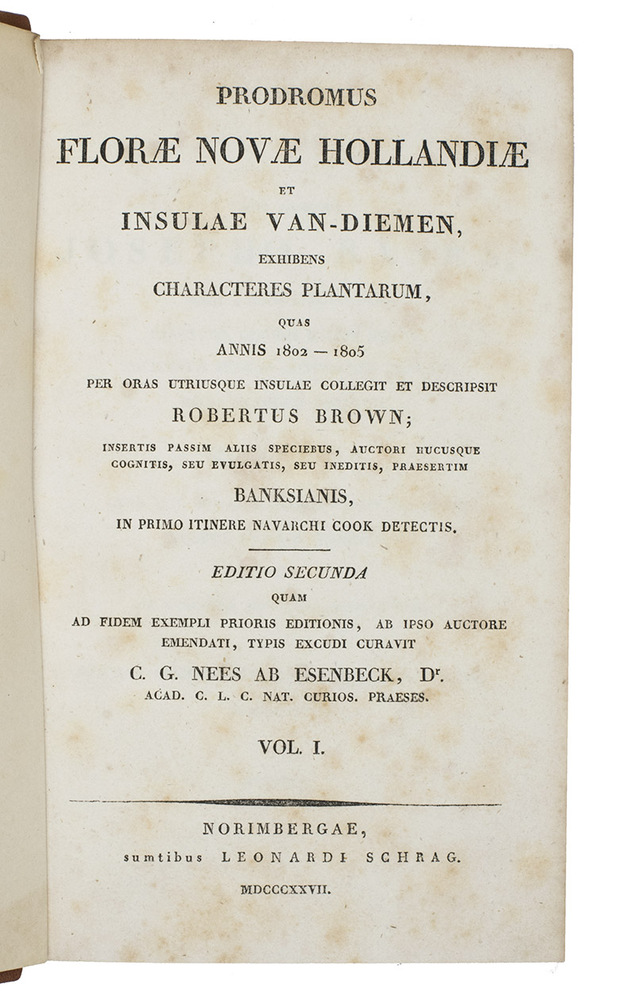 PRODROMUS
FLORÆ NOVÆ HOLLANDIÆ
ET
INSULAE VAN-DIEMEN,
EXHIBENS
CHARACTERES PLANTARUM,
QUAS
ANNIS 1802 — 1805
PER ORAS UTRIUSQUE INSULAE COLLEGIT ET DESCRIPSIT
ROBERTUS BROWN;
INSERTIS PASSIM ALIIS SPECIEBUS, AUCTORI HUCUSQUE
COGNITIS, SEU EVULGATIS, SEU INEDITIS, PRAESERTIM
BANKSIANIS,
IN PRIMO ITINERE NAVARCHI COOK DETECTIS.
EDITIO SECUNDA
QUAM
AD FIDEM EXEMPLI PRIORIS EDITIONIS, AB IPSO AUCTORE
EMENDATI, TYPIS EXCUDI CURAVIT
C. G. NEES AB ESENBECK, Dr.
ACAD. C. L. C. NAT. CURIOS. PRAESES.
VOL. I.
NORIMBERGAE,
sumtibus LEONARDI SCHRAG.
MDCCCXXVII.